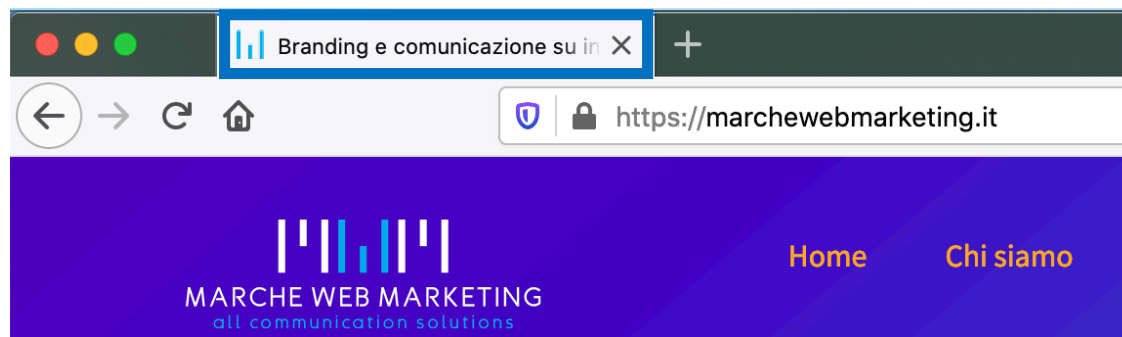 Branding e comunicazione su in
https://marchewebmarketing.it
Home Chi siamo
MARCHE WEB MARKETING
all communication solutions